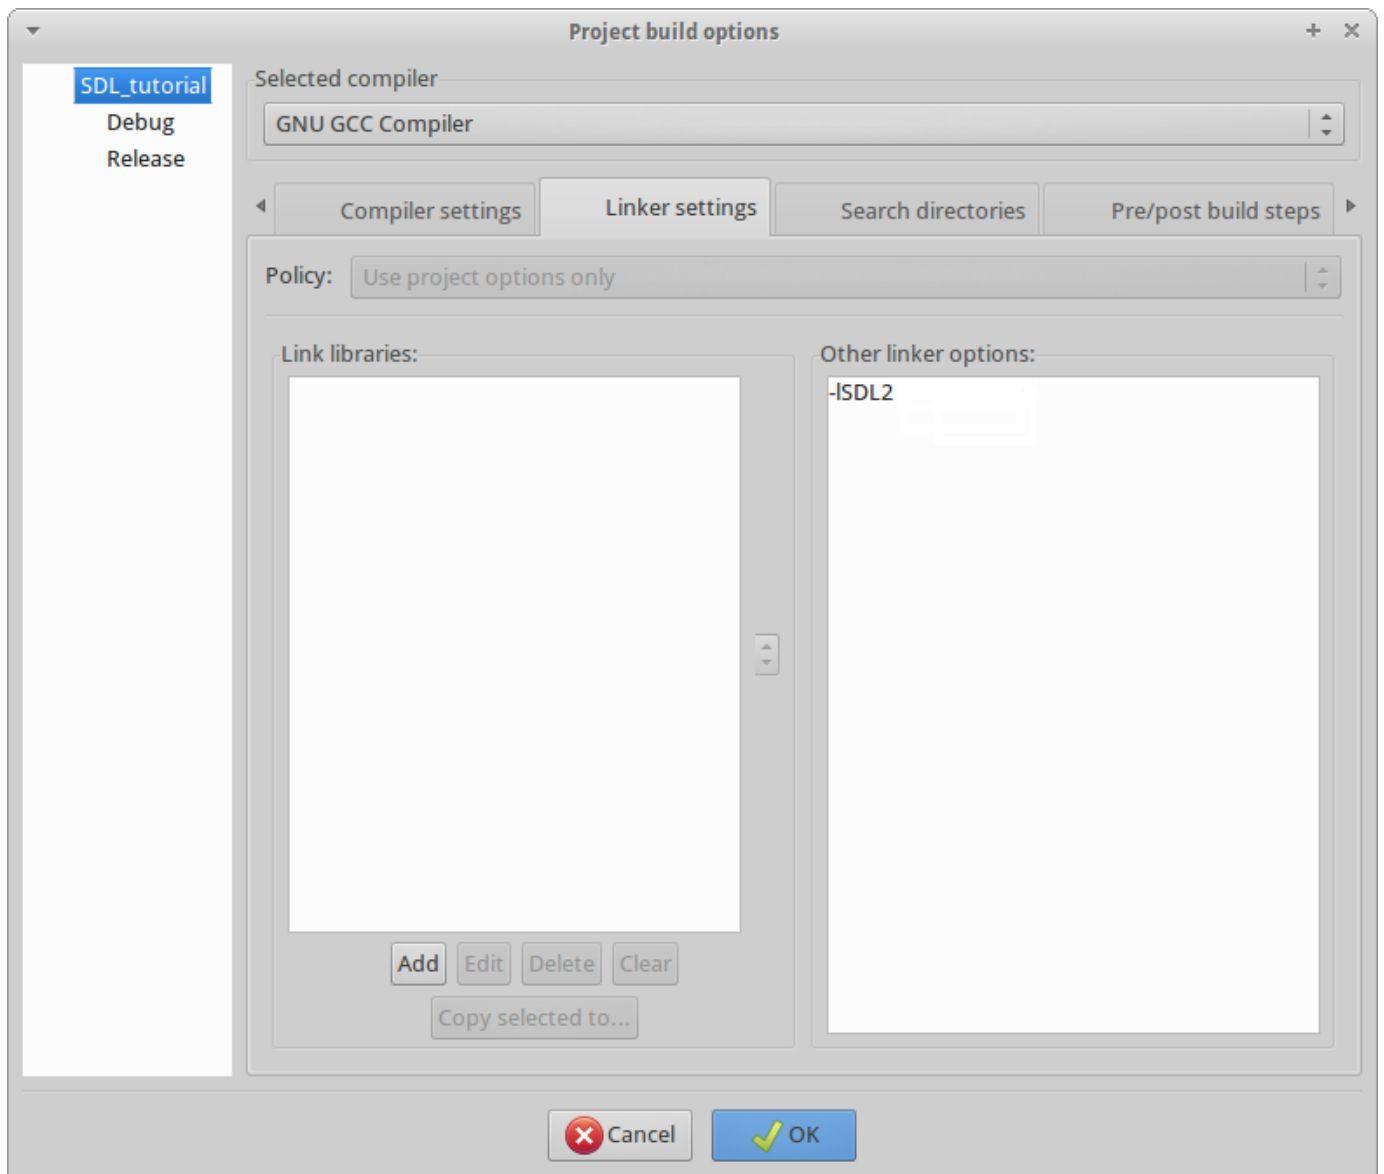 Project build options
SDL_tutorial
Debug
Release
Selected compiler
GNU GCC Compiler
Compiler settings
Linker settings
Search directories
Pre/post build steps
Policy:
Use project options only
Link libraries:
Other linker options:
-lSDL2
Add
Edit
Delete
Clear
Copy selected to...
Cancel
OK